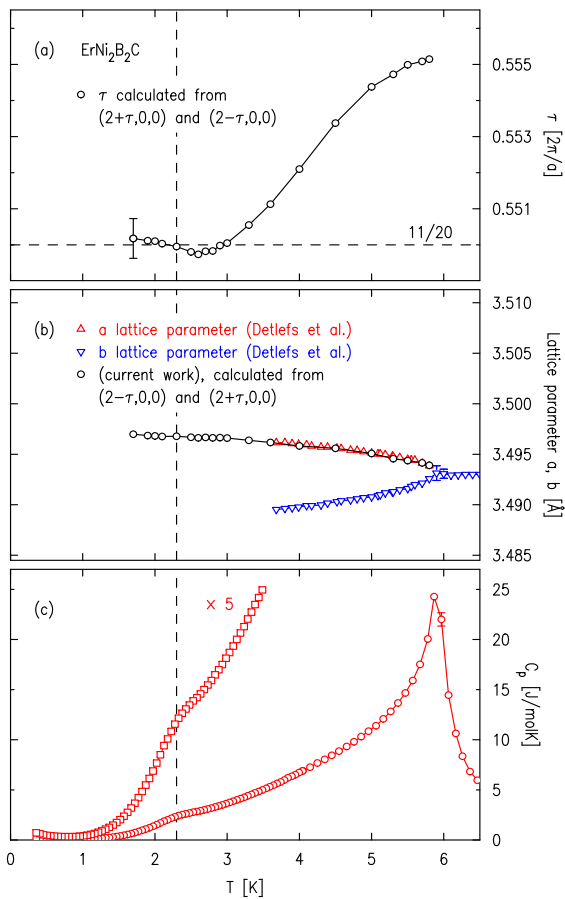 (a) ErNi₂B₂C
τ calculated from
(2+τ,0,0) and (2−τ,0,0)
11/20
0.555
0.553
0.551
τ [2π/a]
(b)
a lattice parameter (Detlefs et al.)
b lattice parameter (Detlefs et al.)
(current work), calculated from
(2−τ,0,0) and (2+τ,0,0)
3.510
3.505
3.500
3.495
3.490
3.485
Lattice parameter a, b [Å]
(c)
× 5
25
20
15
10
5
0
Cₚ [J/molK]
0 1 2 3 4 5 6
T [K]